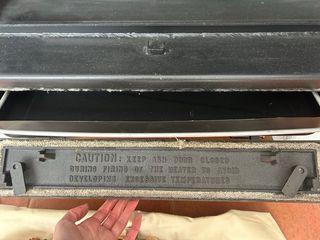 CAUTION: KEEP ASH DOOR CLOSED
DURING FIRING OF THE HEATER TO AVOID
DEVELOPING EXCESSIVE TEMPERATURES